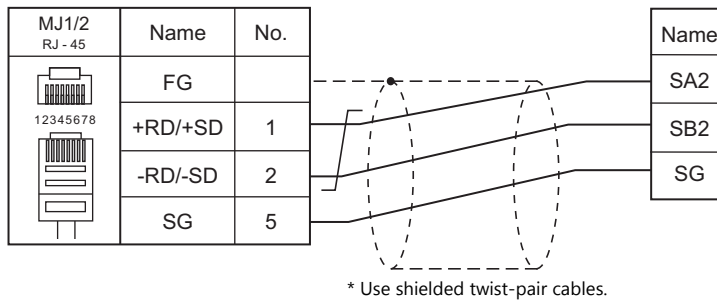 MJ1/2 Name No. Name
RJ - 45
FG SA2
12345678 +RD/+SD 1 SB2
-RD/-SD 2 SG
SG 5
* Use shielded twist-pair cables.